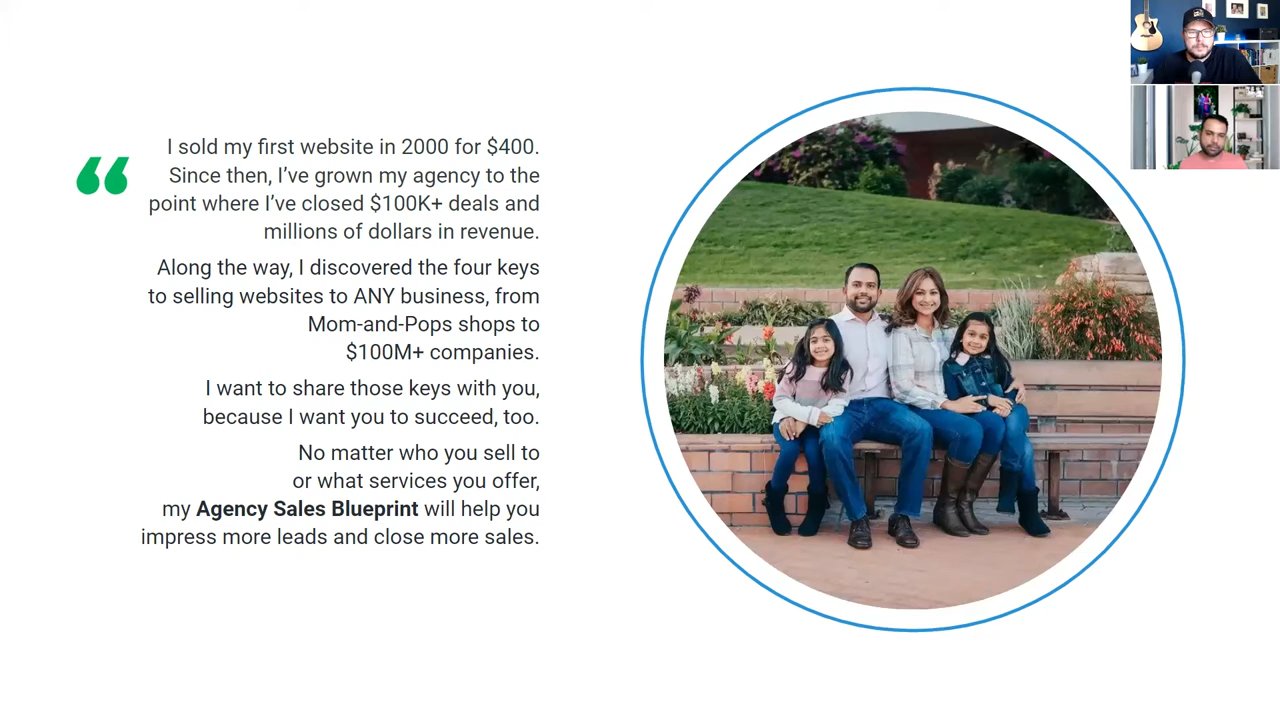 I sold my first website in 2000 for $400.
Since then, I’ve grown my agency to the
point where I’ve closed $100K+ deals and
millions of dollars in revenue.
Along the way, I discovered the four keys
to selling websites to ANY business, from
Mom-and-Pops shops to
$100M+ companies.
I want to share those keys with you,
because I want you to succeed, too.
No matter who you sell to
or what services you offer,
my Agency Sales Blueprint will help you
impress more leads and close more sales.